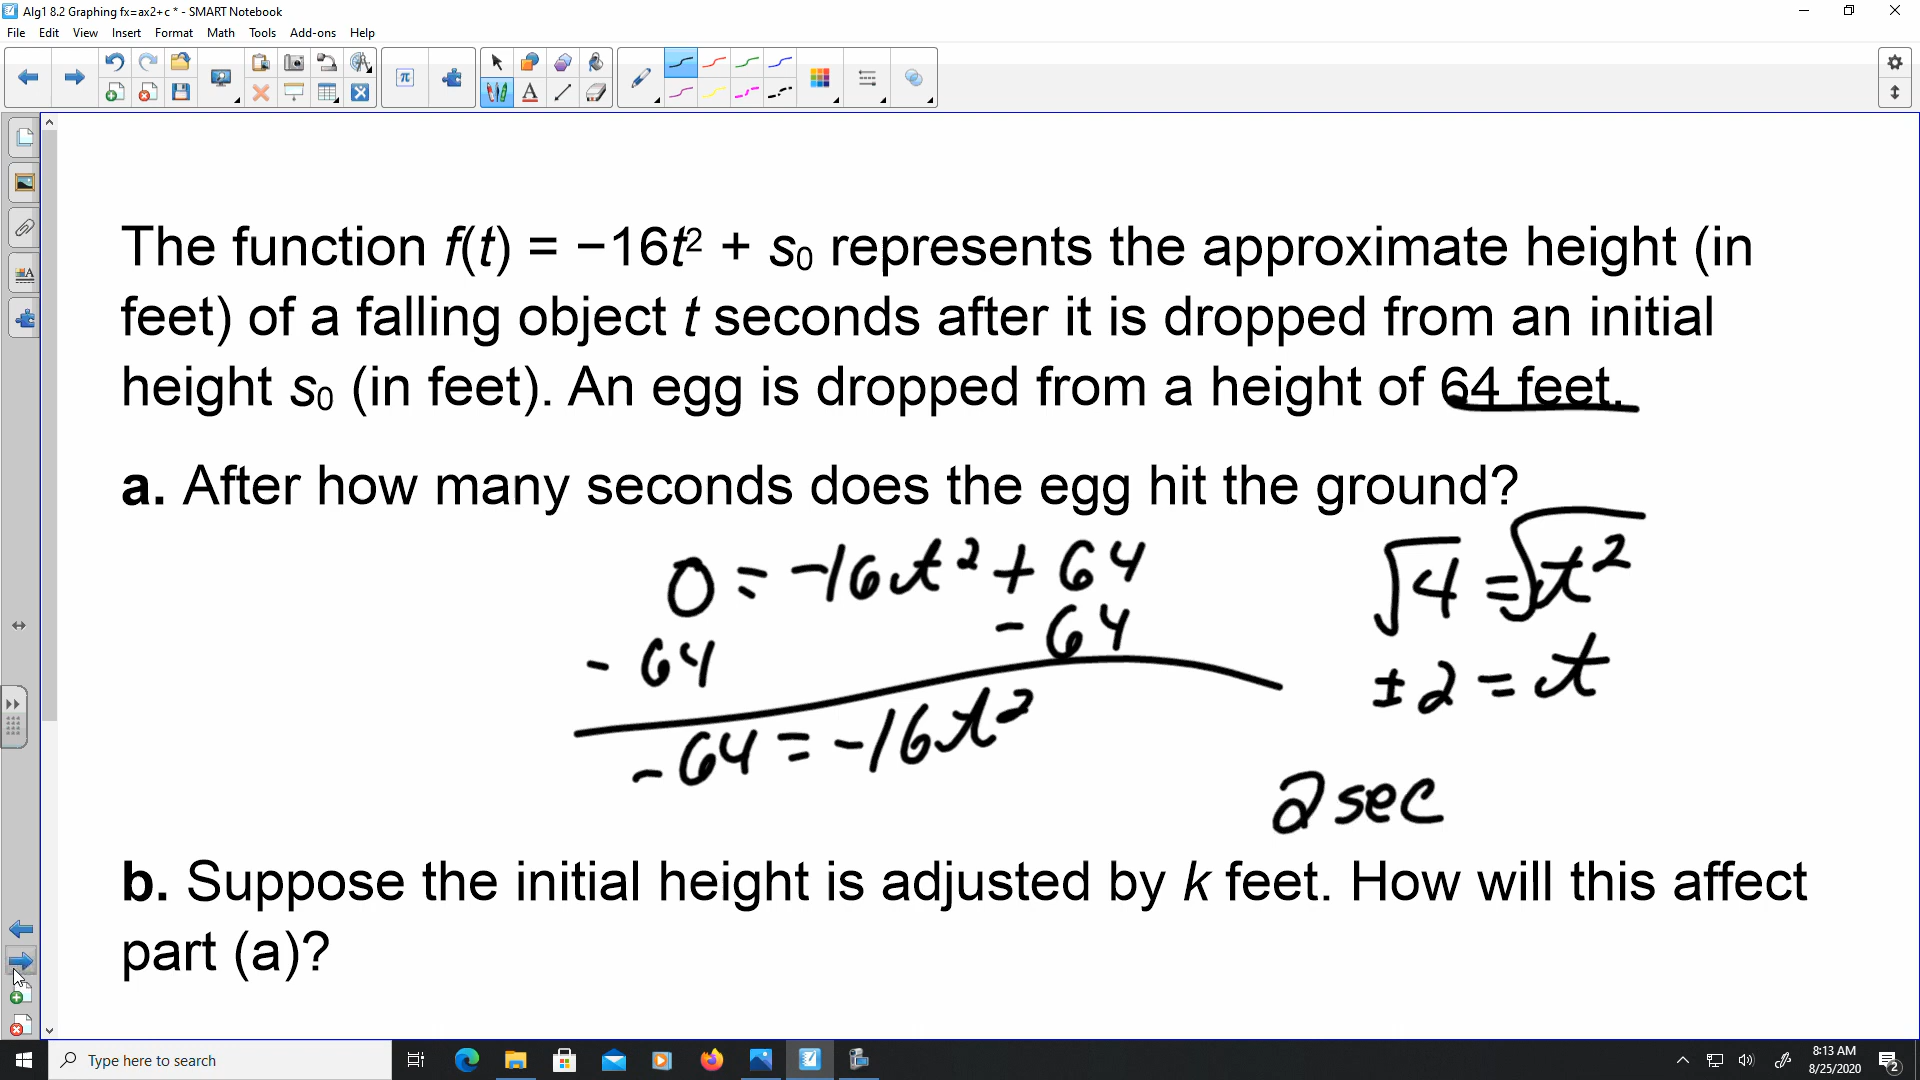 Alg1 8.2 Graphing fx=ax2+c * - SMART Notebook
File Edit View Insert Format Math Tools Add-ons Help
The function f(t) = −16t² + s₀ represents the approximate height (in
feet) of a falling object t seconds after it is dropped from an initial
height s₀ (in feet). An egg is dropped from a height of 64 feet.
a. After how many seconds does the egg hit the ground?
0 = -16t² + 64
- 64 - 64
-64 = -16t²
√4 = √t²
±2 = t
2 sec
b. Suppose the initial height is adjusted by k feet. How will this affect
part (a)?
Type here to search
8:13 AM
8/25/2020
2